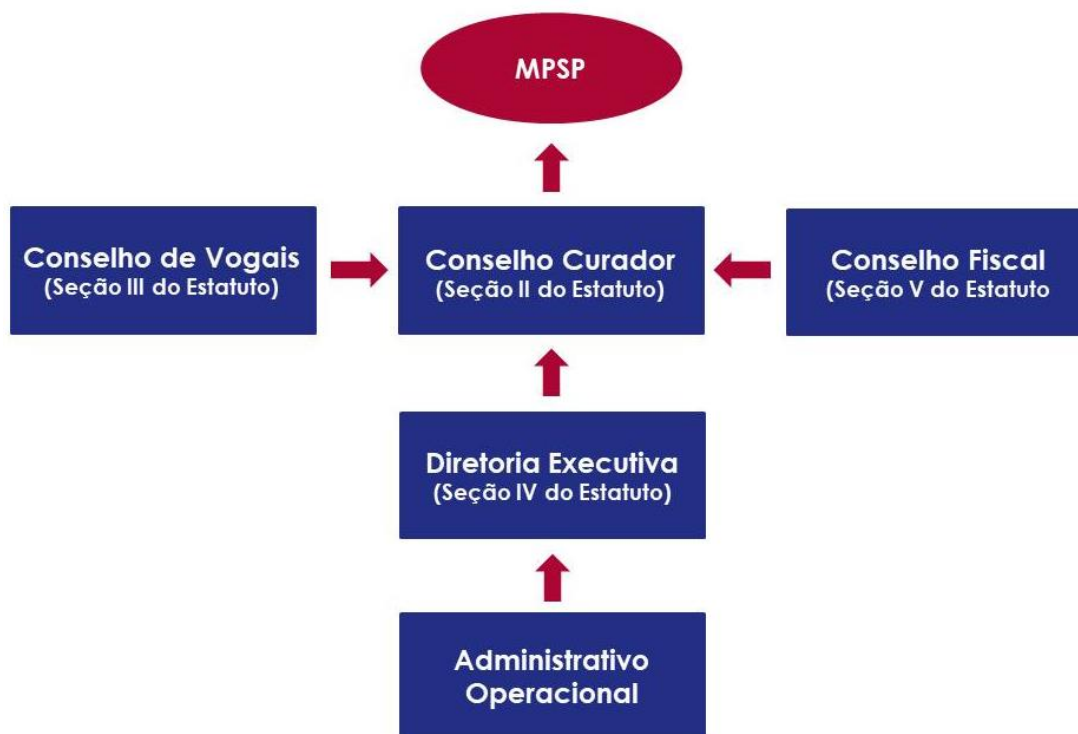 MPSP
Conselho de Vogais
(Seção III do Estatuto)
Conselho Curador
(Seção II do Estatuto)
Conselho Fiscal
(Seção V do Estatuto
Diretoria Executiva
(Seção IV do Estatuto)
Administrativo
Operacional